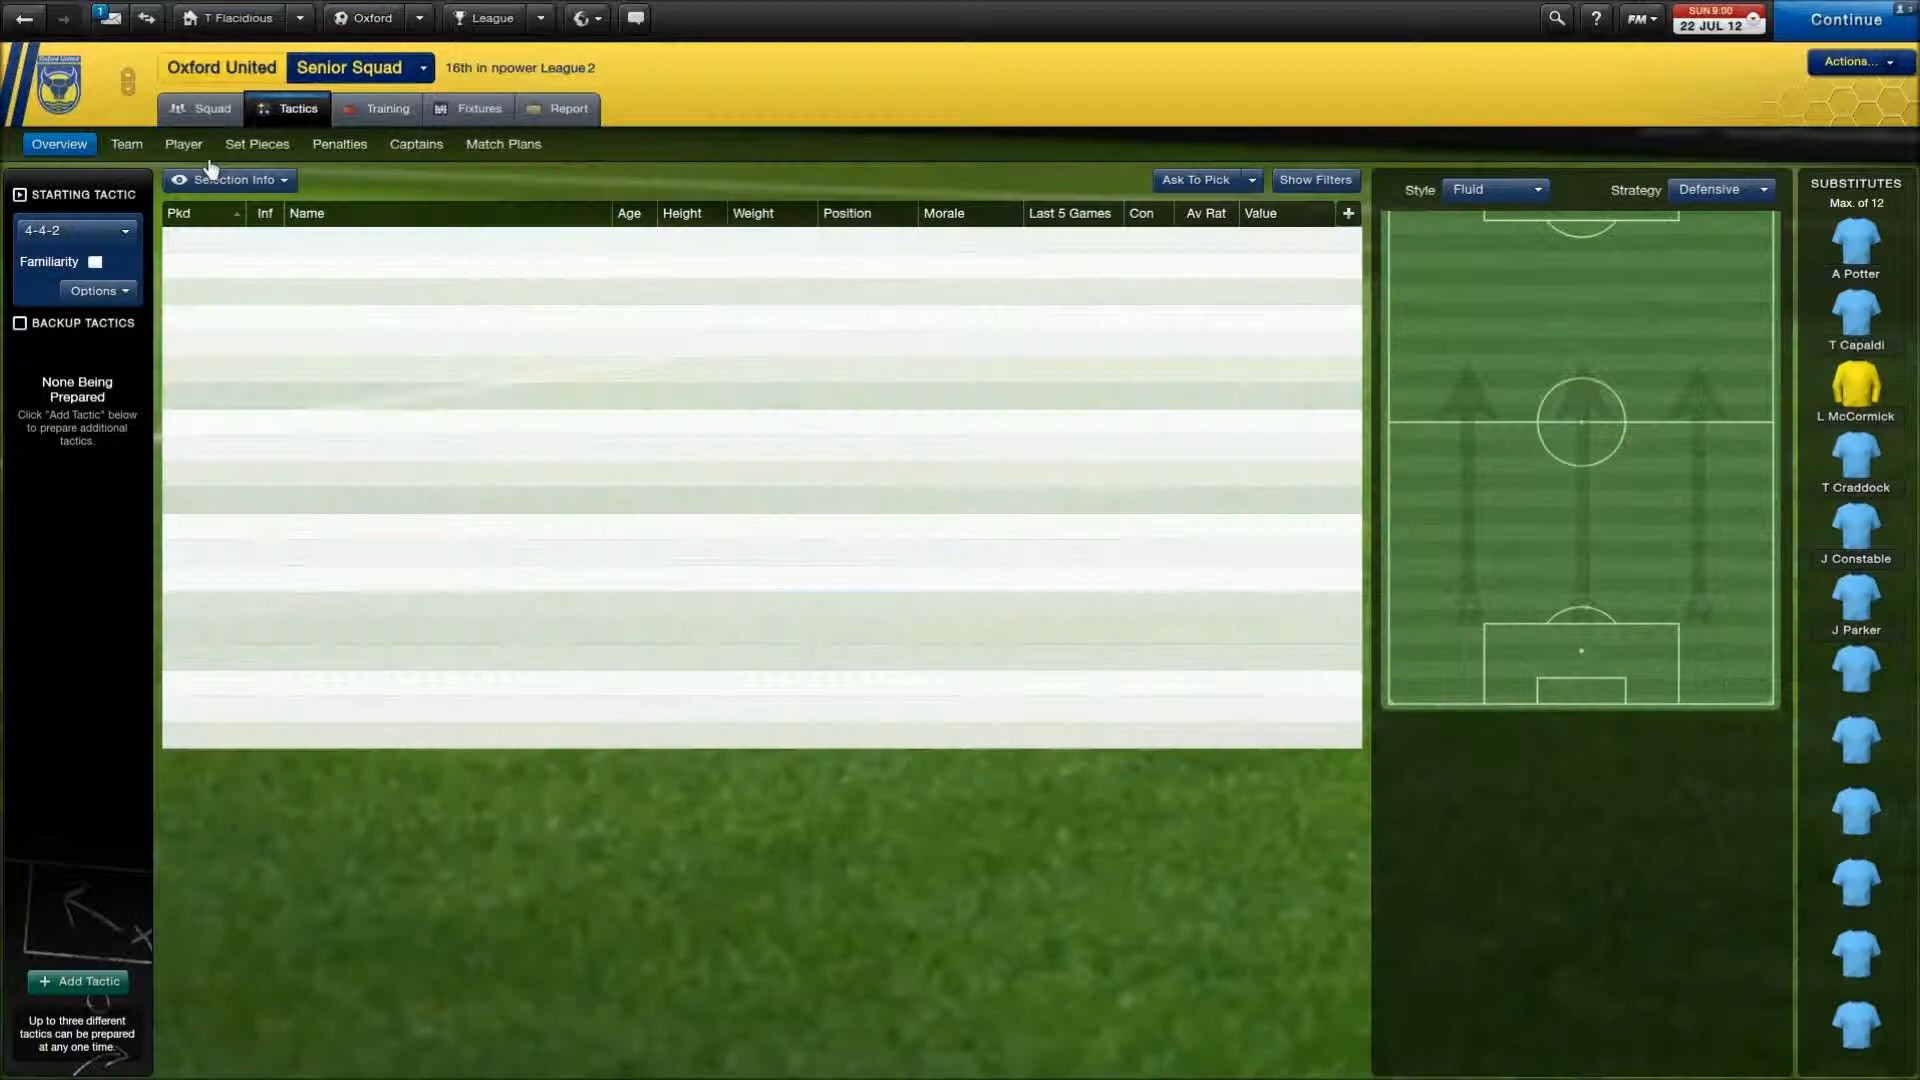 1
T Flacidious
Oxford
League
?
FM
SUN 9:00
22 JUL 12
Continue
Oxford United
Senior Squad
16th in npower League 2
Actions...
Squad
Tactics
Training
Fixtures
Report
Overview
Team
Player
Set Pieces
Penalties
Captains
Match Plans
STARTING TACTIC
4-4-2
Familiarity
Options
BACKUP TACTICS
None Being
Prepared
Click "Add Tactic" below
to prepare additional
tactics.
+ Add Tactic
Up to three different
tactics can be prepared
at any one time.
Selection Info
Ask To Pick
Show Filters
Pkd
Inf
Name
Age
Height
Weight
Position
Morale
Last 5 Games
Con
Av Rat
Value
+
Style
Fluid
Strategy
Defensive
SUBSTITUTES
Max. of 12
A Potter
T Capaldi
L McCormick
T Craddock
J Constable
J Parker